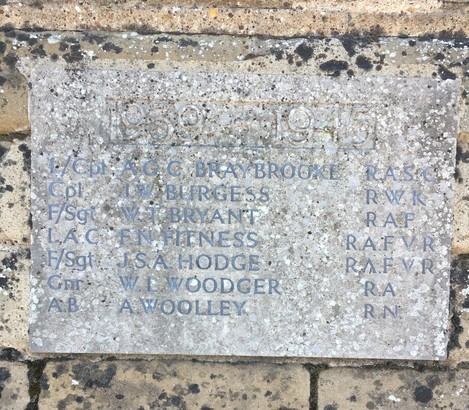 1939 - 1945
L/Cpl A.G.C. BRAYBROOKE R.A.S.C.
Cpl J.W. BURGESS R.W.K.
F/Sgt W.T. BRYANT R.A.F.
L.A.C. F.N. FITNESS R.A.F.V.R.
F/Sgt J.S.A. HODGE R.A.F.V.R.
Gnr W.L. WOODGER R.A.
A.B. A. WOOLLEY R.N.